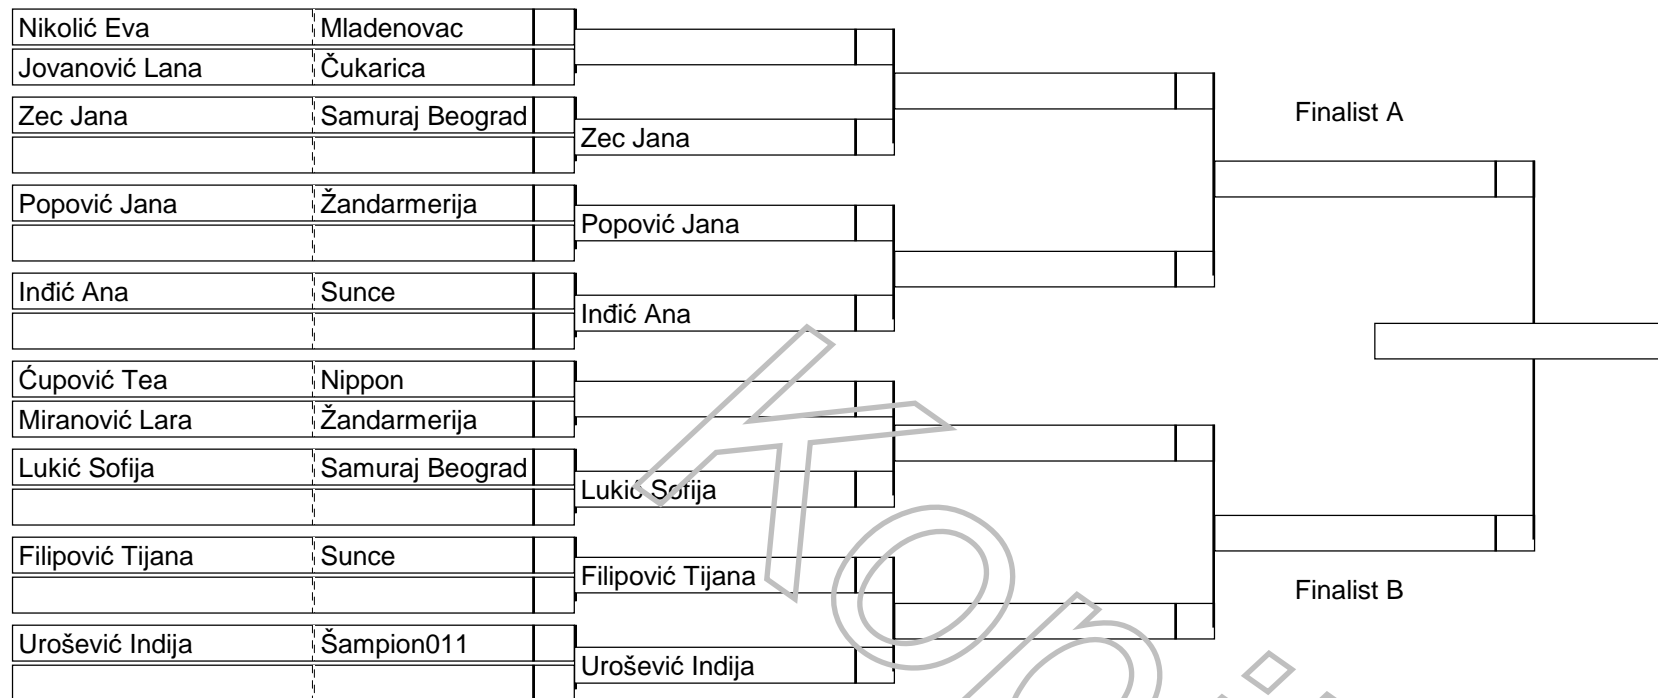 Nikolić Eva Mladenovac
Jovanović Lana Čukarica
Zec Jana Samuraj Beograd
Zec Jana
Finalist A
Popović Jana Žandarmerija
Popović Jana
Inđić Ana Sunce
Inđić Ana
Ćupović Tea Nippon
Miranović Lara Žandarmerija
Lukić Sofija Samuraj Beograd
Lukić Sofija
Filipović Tijana Sunce
Filipović Tijana
Finalist B
Urošević Indija Šampion011
Urošević Indija